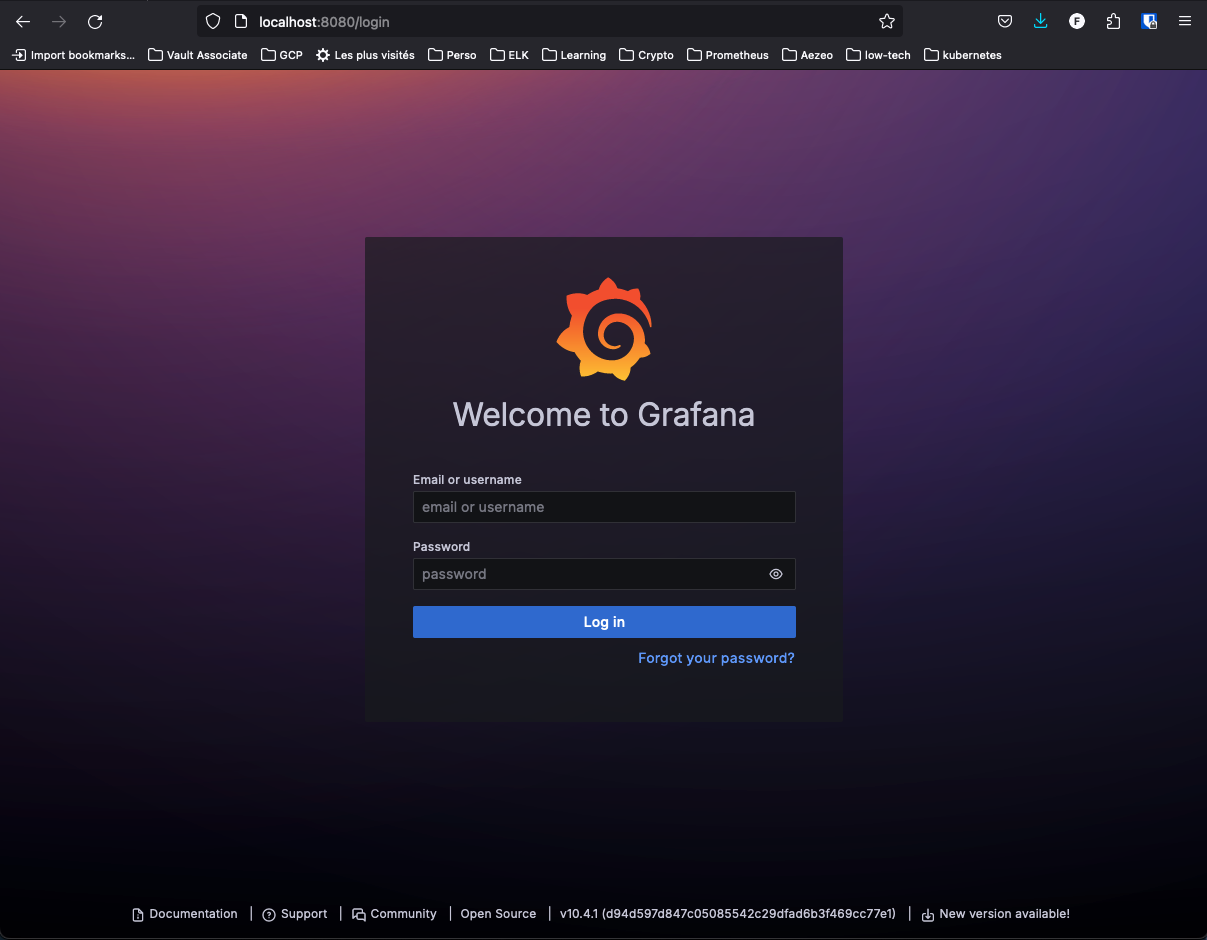 localhost:8080/login
Import bookmarks... Vault Associate GCP Les plus visités Perso ELK Learning Crypto Prometheus Aezeo low-tech kubernetes
Welcome to Grafana
Email or username
email or username
Password
password
Log in
Forgot your password?
Documentation | Support | Community | Open Source | v10.4.1 (d94d597d847c05085542c29dfad6b3f469cc77e1) | New version available!